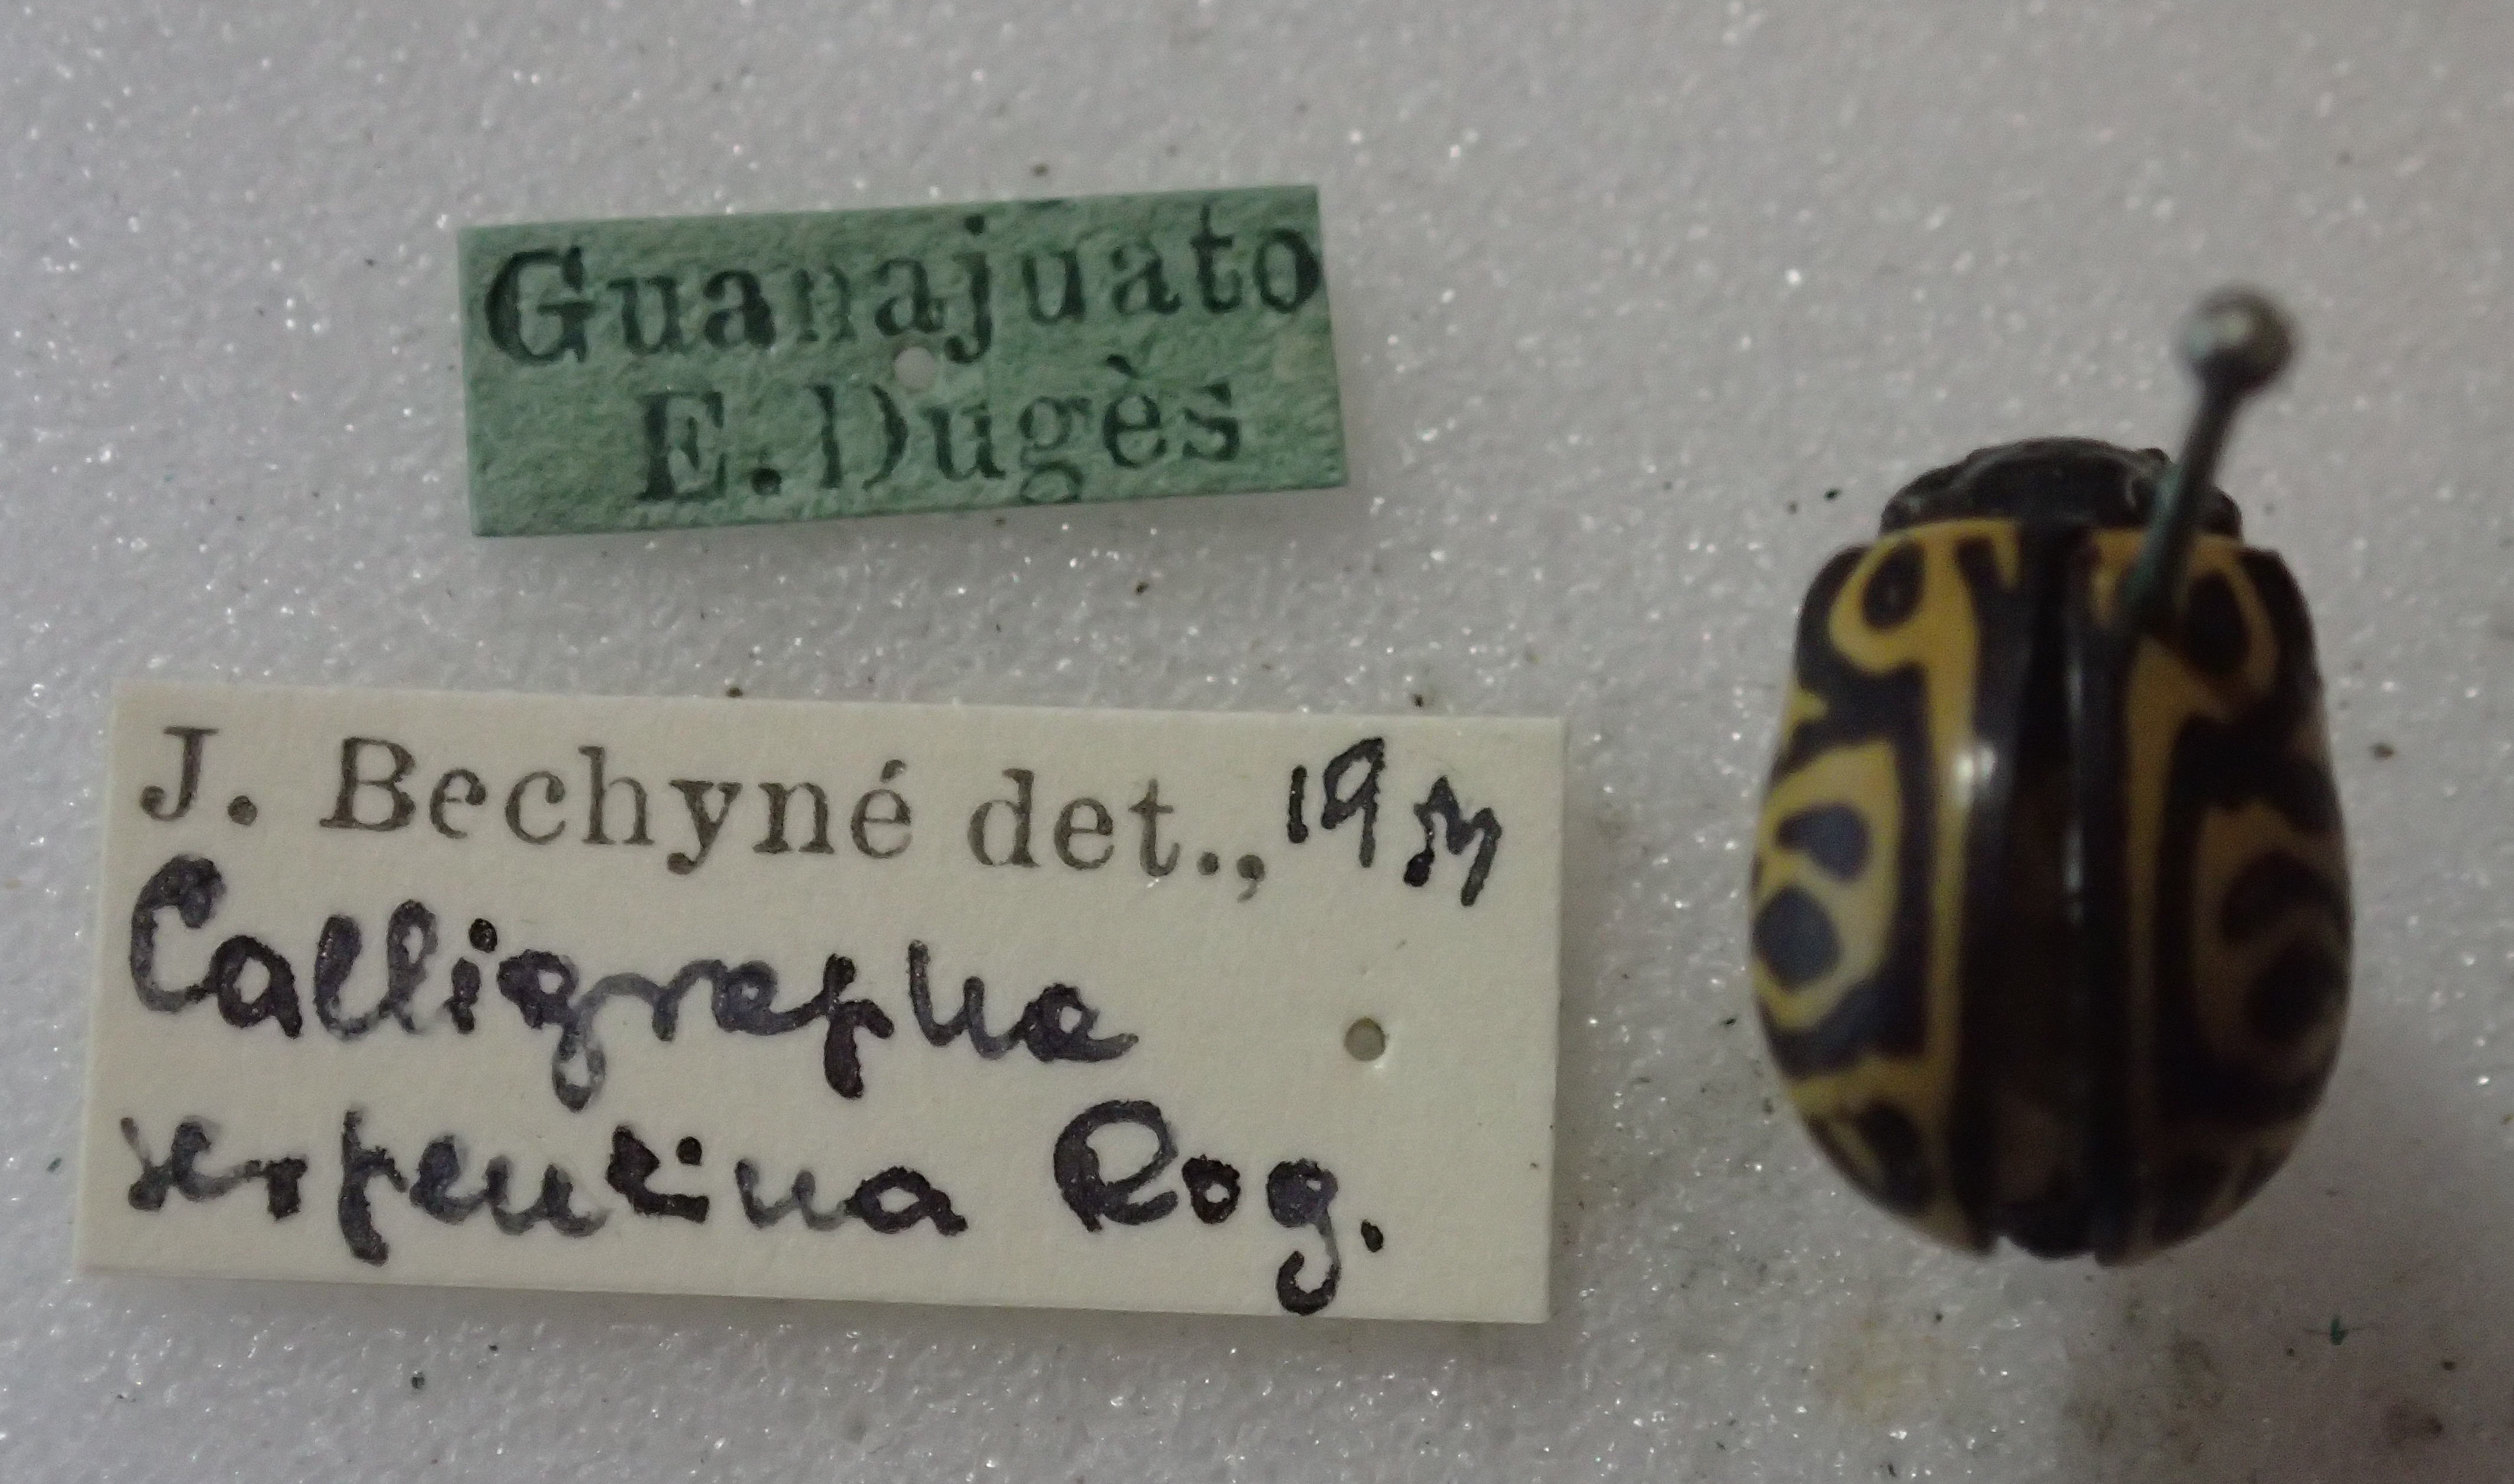 Guanajuato
E. Dugès
J. Bechyné det., 19
Calligrapha
serpentina Rog.